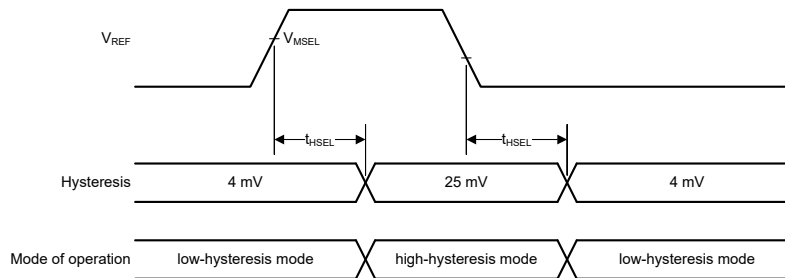 VREF VMSEL
tHSEL tHSEL
Hysteresis 4 mV 25 mV 4 mV
Mode of operation low-hysteresis mode high-hysteresis mode low-hysteresis mode